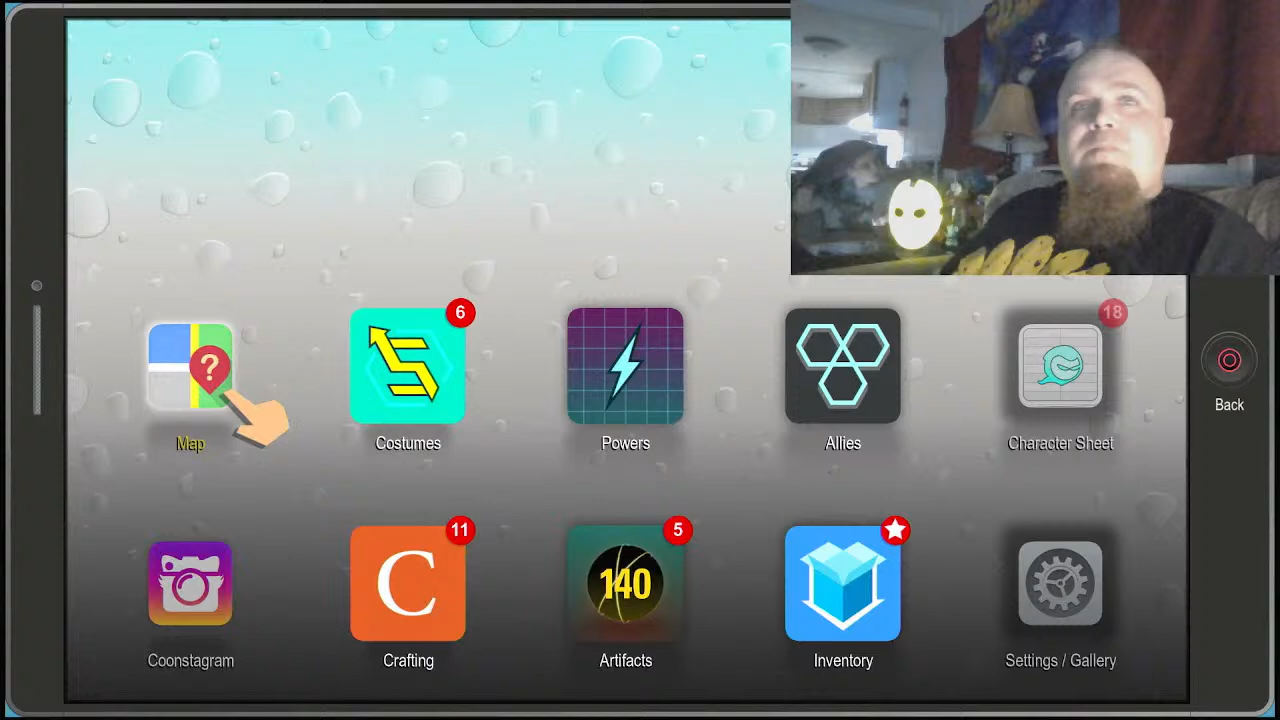 6
18
?
Map
Costumes
Powers
Allies
Character Sheet
Back
11
5
C
140
Coonstagram
Crafting
Artifacts
Inventory
Settings / Gallery